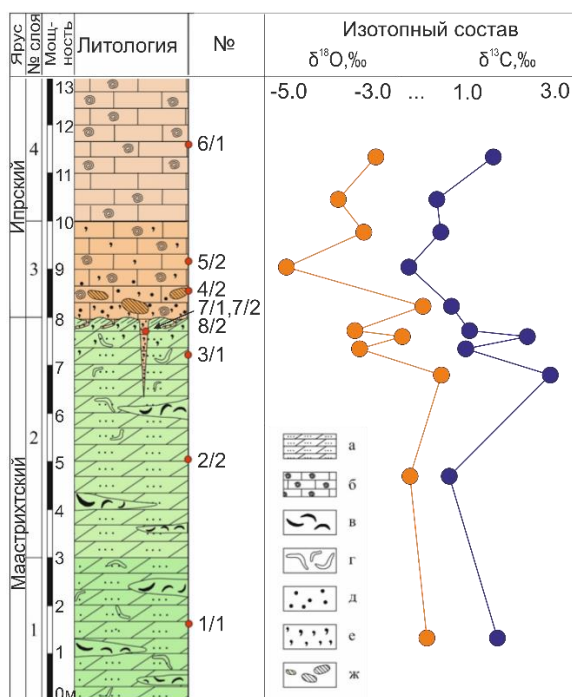 Ярус
№ слоя
Мощ-
ность
Литология
№
Изотопный состав
δ¹⁸O,‰
δ¹³C,‰
-5.0
-3.0
...
1.0
3.0
Ипрский
Маастрихтский
4
3
2
1
13
12
11
10
9
8
7
6
5
4
3
2
1
0м
6/1
5/2
4/2
7/1,7/2
8/2
3/1
2/2
1/1
а
б
в
г
д
е
ж